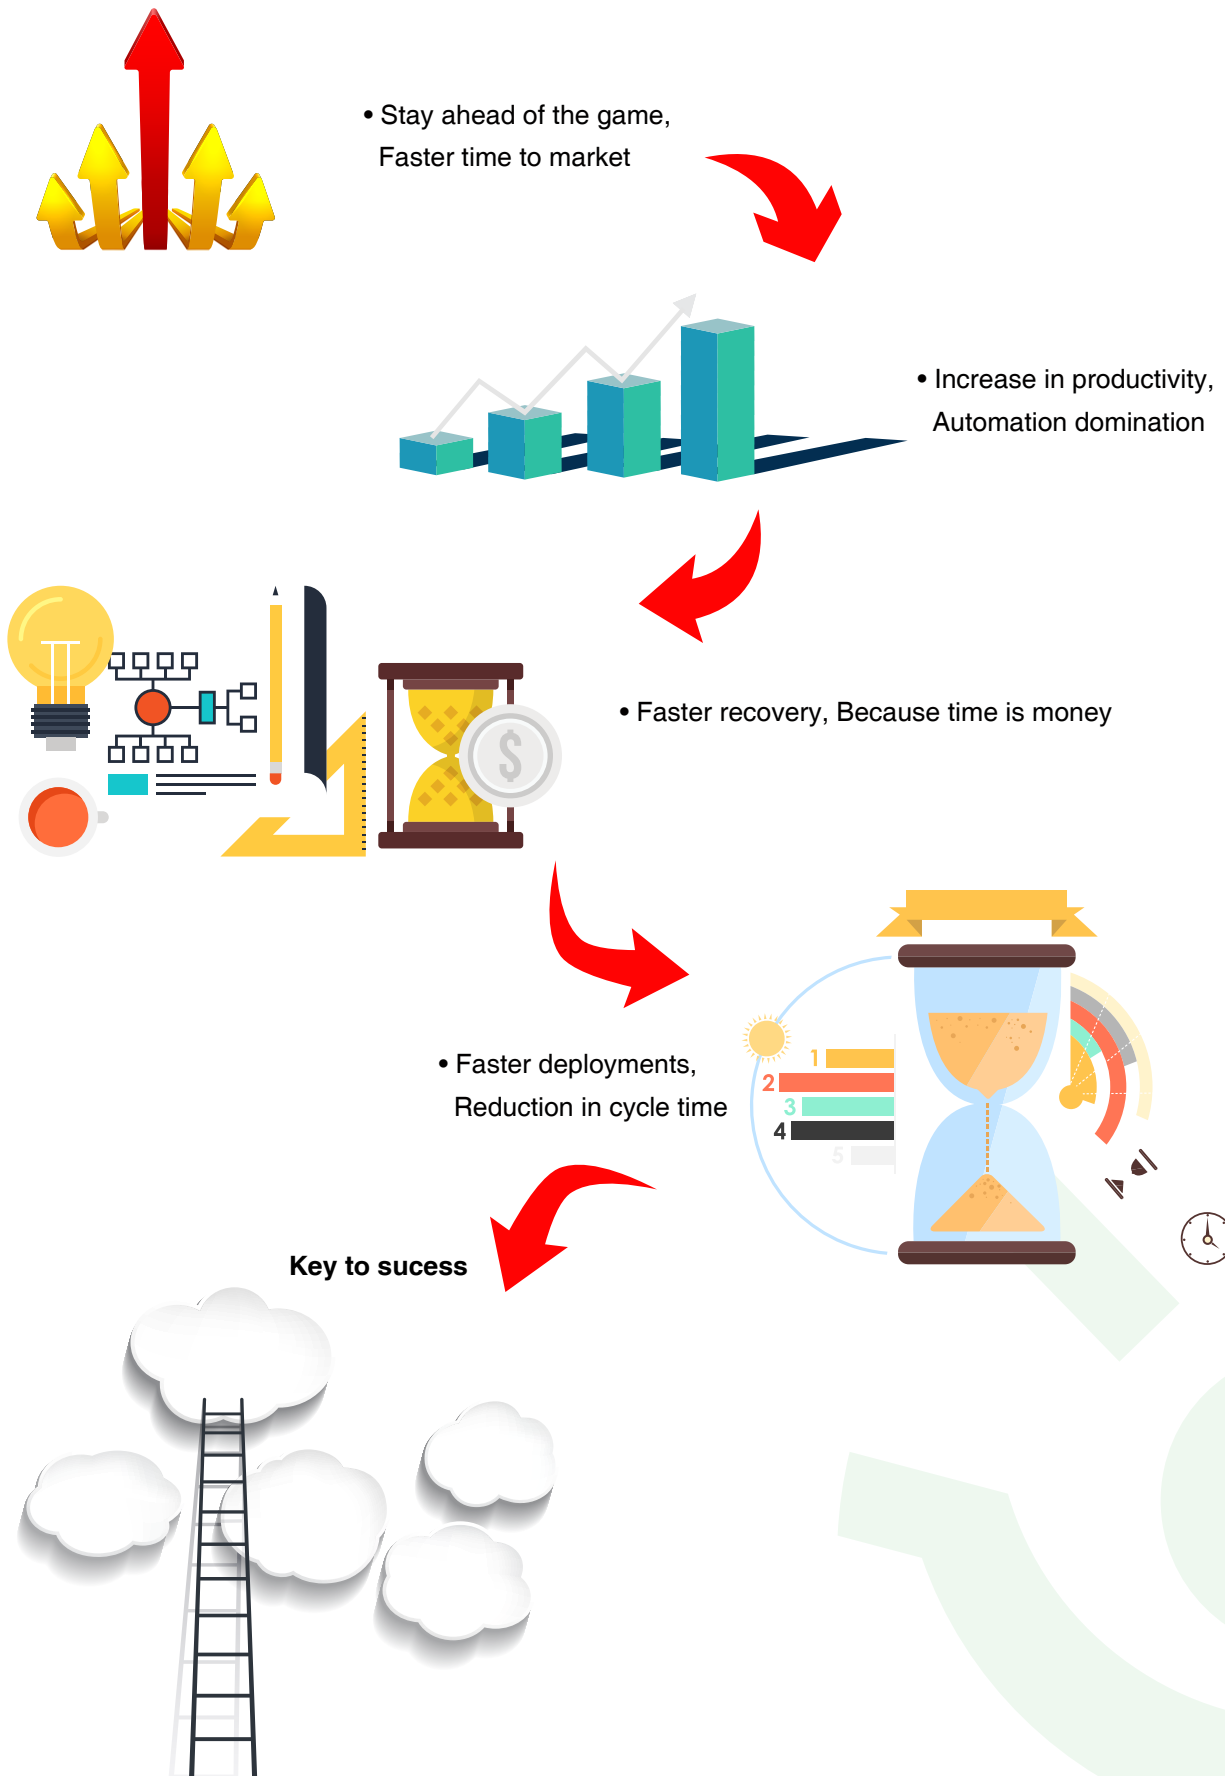 • Stay ahead of the game,
Faster time to market
• Increase in productivity,
Automation domination
$
• Faster recovery, Because time is money
• Faster deployments,
Reduction in cycle time
1
2
3
4
5
Key to sucess